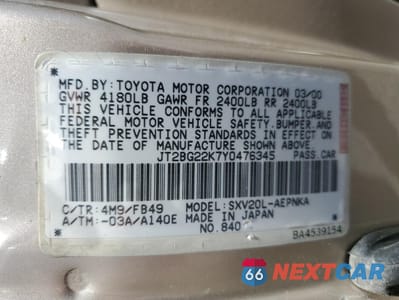 MFD. BY: TOYOTA MOTOR CORPORATION 03/00
GVWR 4180LB GAWR FR 2400LB RR 2400LB
THIS VEHICLE CONFORMS TO ALL APPLICABLE
FEDERAL MOTOR VEHICLE SAFETY, BUMPER, AND
THEFT PREVENTION STANDARDS IN EFFECT ON
THE DATE OF MANUFACTURE SHOWN ABOVE.
JT2BG22K7Y0476345 PASS.CAR
C/TR: 4M9/FB49 SXV20L-AEPNKA
A/TM: -03A/A140E MADE IN JAPAN
NO.840 BA4539154
66 NEXTCAR